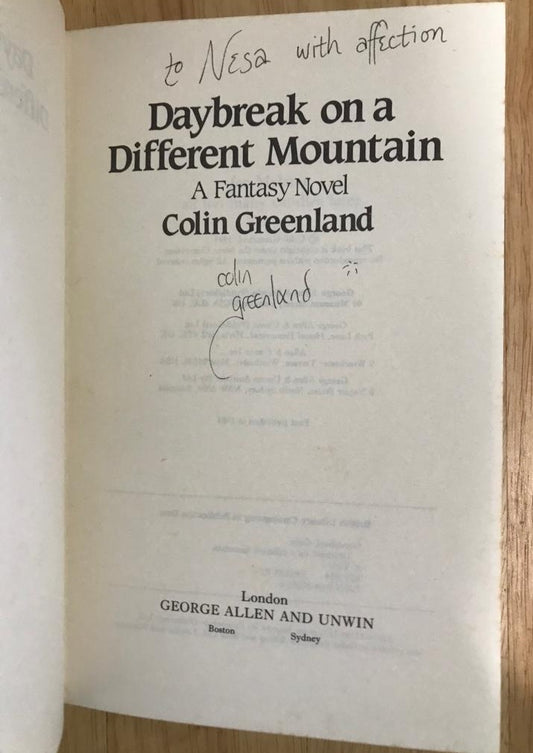 to Nesa with affection
Daybreak on a
Different Mountain
A Fantasy Novel
Colin Greenland
colin
greenland
London
GEORGE ALLEN AND UNWIN
Boston Sydney